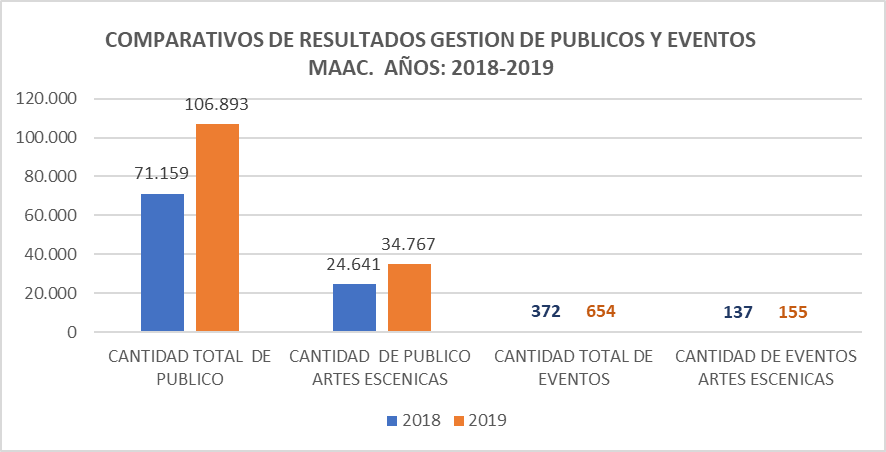 COMPARATIVOS DE RESULTADOS GESTION DE PUBLICOS Y EVENTOS
MAAC.  AÑOS: 2018-2019
120.000
100.000
80.000
60.000
40.000
20.000
0
71.159
106.893
24.641
34.767
372
654
137
155
CANTIDAD TOTAL  DE
PUBLICO
CANTIDAD  DE PUBLICO
ARTES ESCENICAS
CANTIDAD TOTAL DE
EVENTOS
CANTIDAD DE EVENTOS
ARTES ESCENICAS
2018
2019